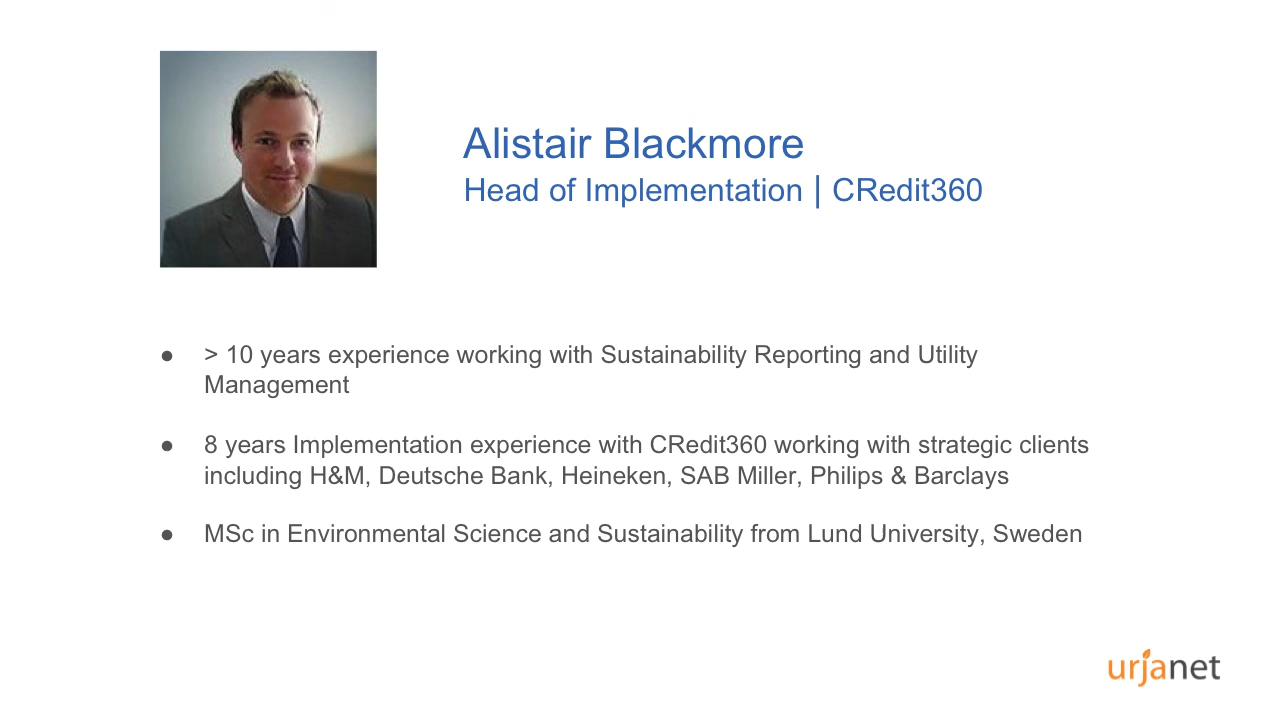 Alistair Blackmore
Head of Implementation | CRedit360
● > 10 years experience working with Sustainability Reporting and Utility
Management
● 8 years Implementation experience with CRedit360 working with strategic clients
including H&M, Deutsche Bank, Heineken, SAB Miller, Philips & Barclays
● MSc in Environmental Science and Sustainability from Lund University, Sweden
urjanet